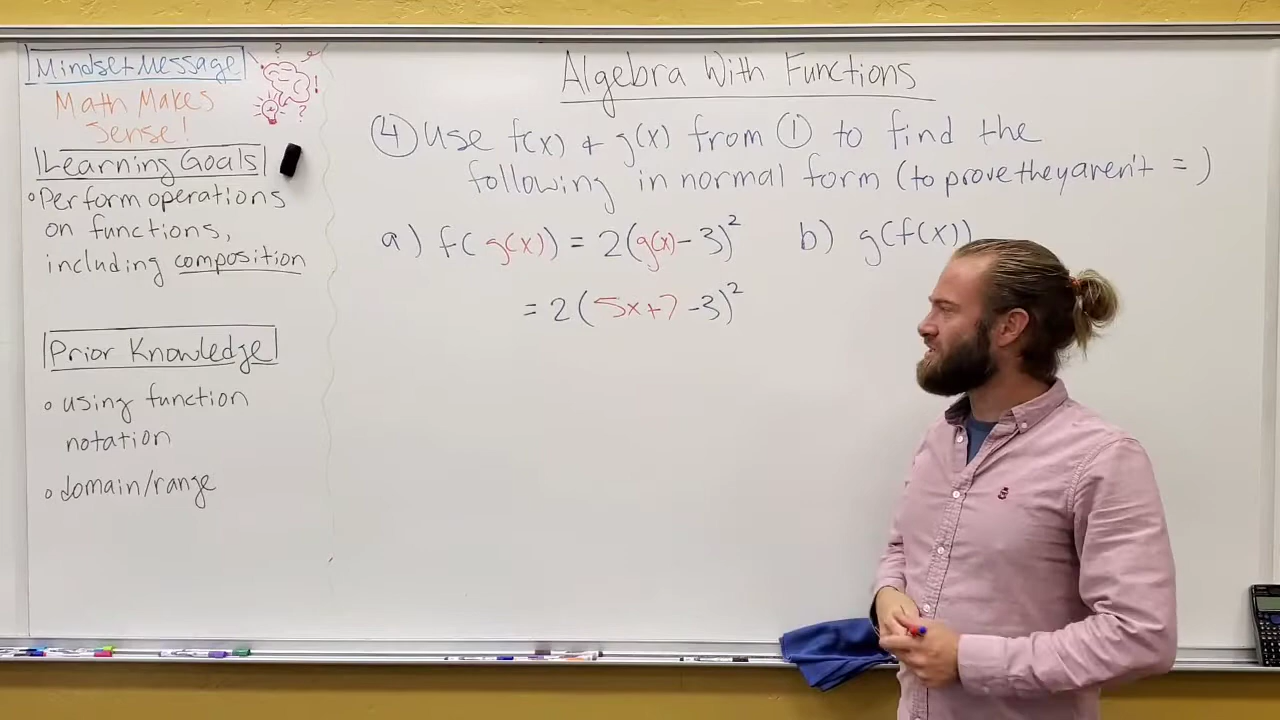 Mindset Message
Math Makes
Sense!
Learning Goals
Perform operations
on functions,
including composition
Prior Knowledge
using function
notation
domain/range
Algebra With Functions
④ Use f(x) & g(x) from ① to find the
following in normal form (to prove they aren't = )
a) f(g(x)) = 2(g(x)-3)²
= 2(5x+7-3)²
b) g(f(x))